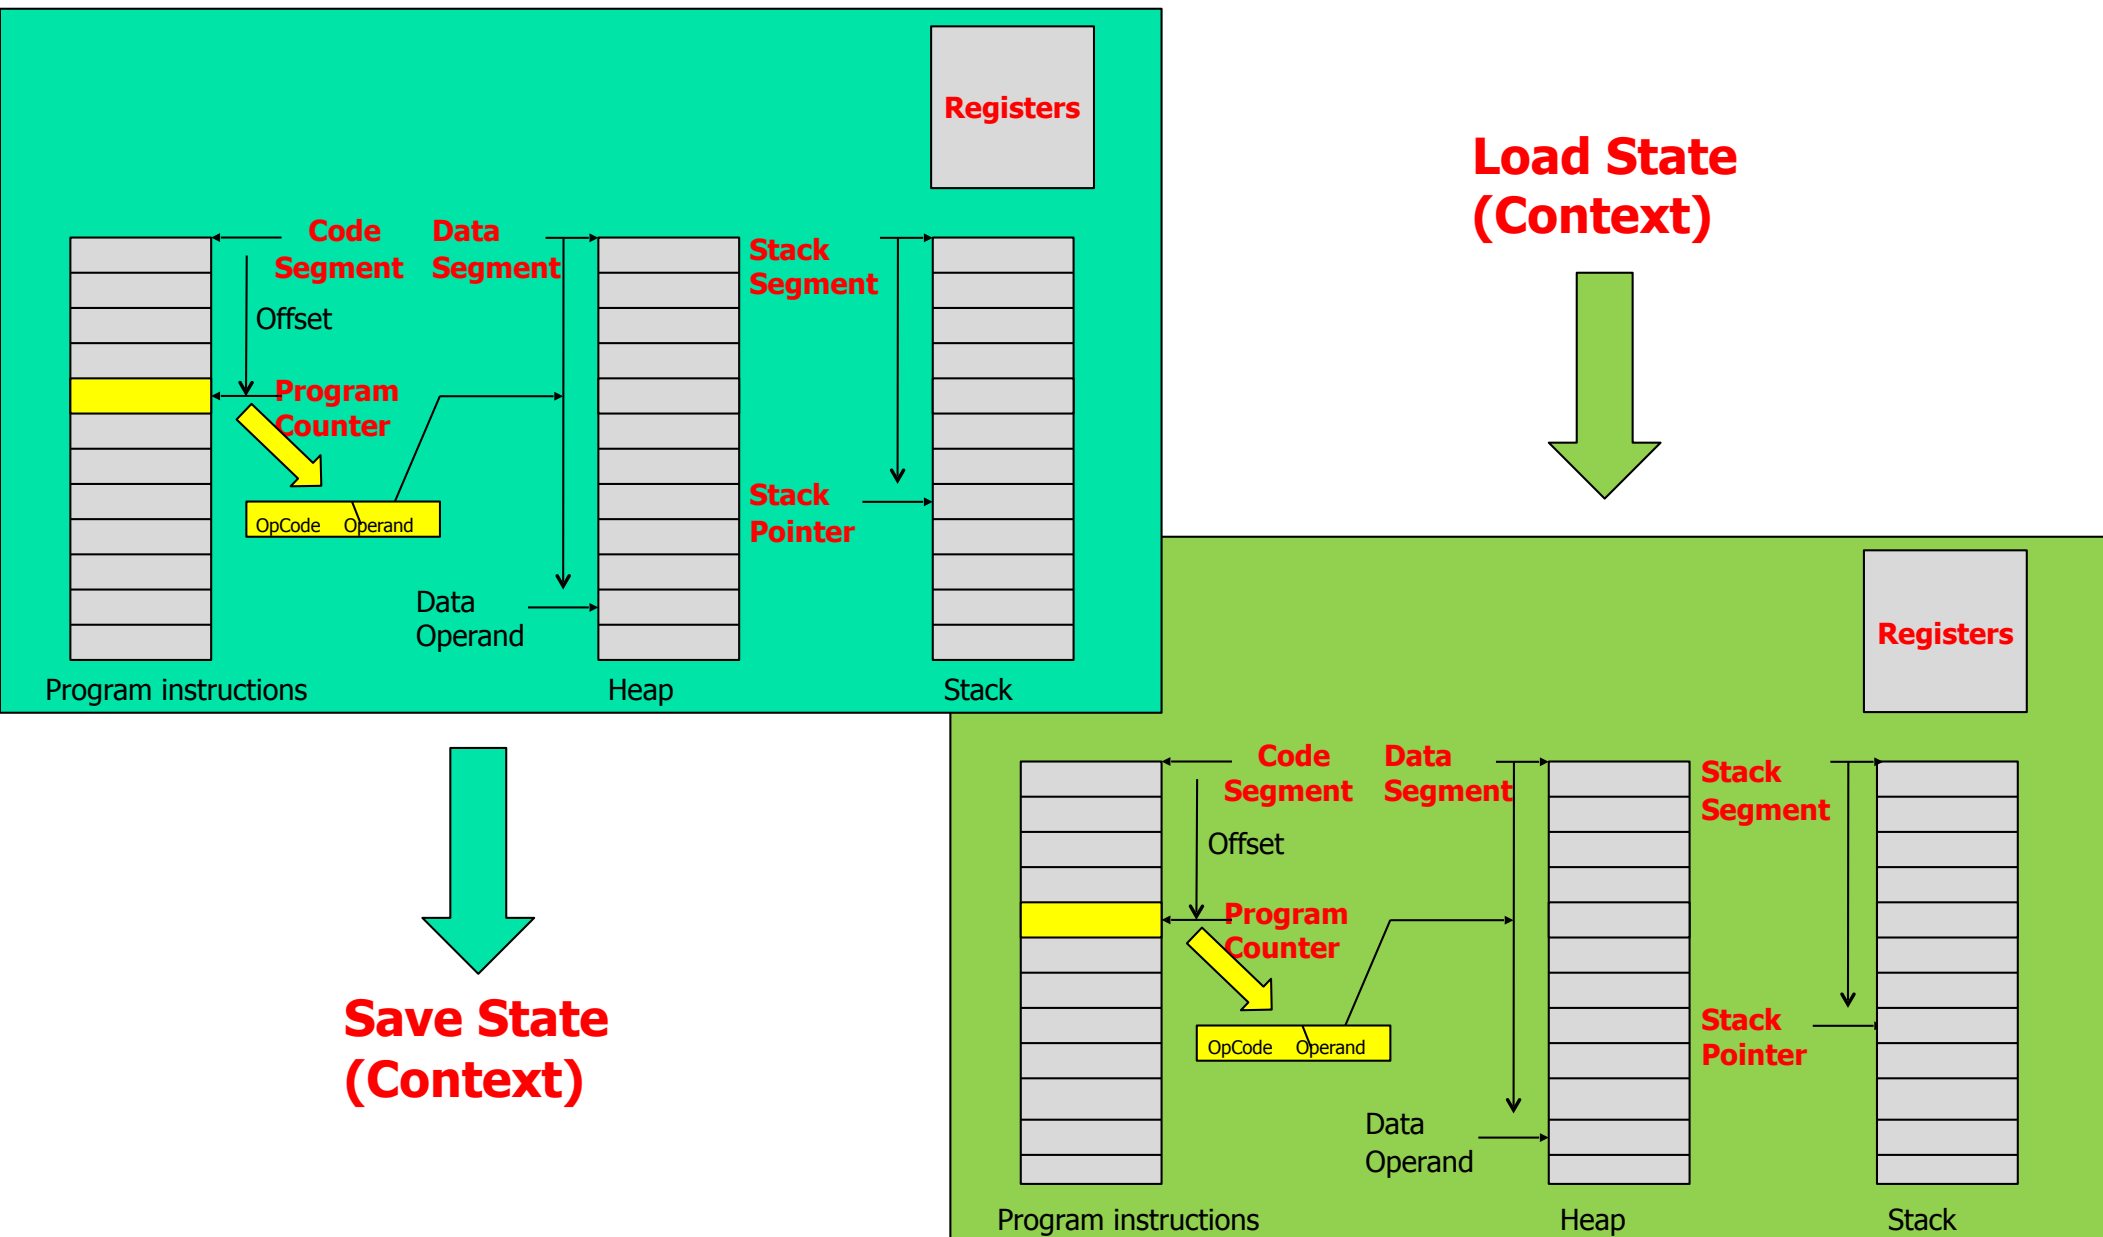 Registers
Load State
(Context)
Code
Segment
Data
Segment
Stack
Segment
Offset
Program
Counter
OpCode
Operand
Stack
Pointer
Data
Operand
Program instructions
Heap
Stack
Registers
Code
Segment
Data
Segment
Stack
Segment
Offset
Program
Counter
OpCode
Operand
Stack
Pointer
Data
Operand
Program instructions
Heap
Stack
Save State
(Context)